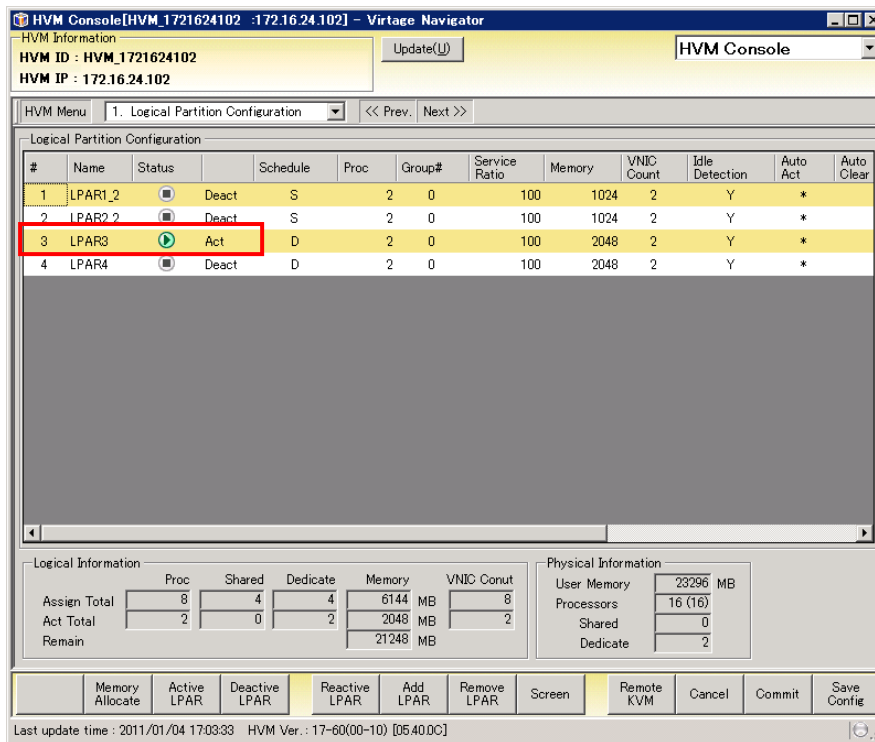 HVM Console[HVM_1721624102 :172.16.24.102] - Virtage Navigator
HVM Information
HVM ID : HVM_1721624102
HVM IP : 172.16.24.102
Update(U)
HVM Console
HVM Menu 1. Logical Partition Configuration << Prev. Next >>
Logical Partition Configuration
# Name Status Schedule Proc Group# Service Ratio Memory VNIC Count Idle Detection Auto Act Auto Clear
1 LPAR1_2 Deact S 2 0 100 1024 2 Y *
2 LPAR2_2 Deact S 2 0 100 1024 2 Y *
3 LPAR3 Act D 2 0 100 2048 2 Y *
4 LPAR4 Deact D 2 0 100 2048 2 Y *
Logical Information
Proc Shared Dedicate Memory VNIC Conut
Assign Total 8 4 4 6144 MB 8
Act Total 2 0 2 2048 MB 2
Remain 21248 MB
Physical Information
User Memory 23296 MB
Processors 16 (16)
Shared 0
Dedicate 2
Memory Allocate Active LPAR Deactive LPAR Reactive LPAR Add LPAR Remove LPAR Screen Remote KVM Cancel Commit Save Config
Last update time : 2011/01/04 17:03:33 HVM Ver. : 17-60(00-10) [05.40.0C]